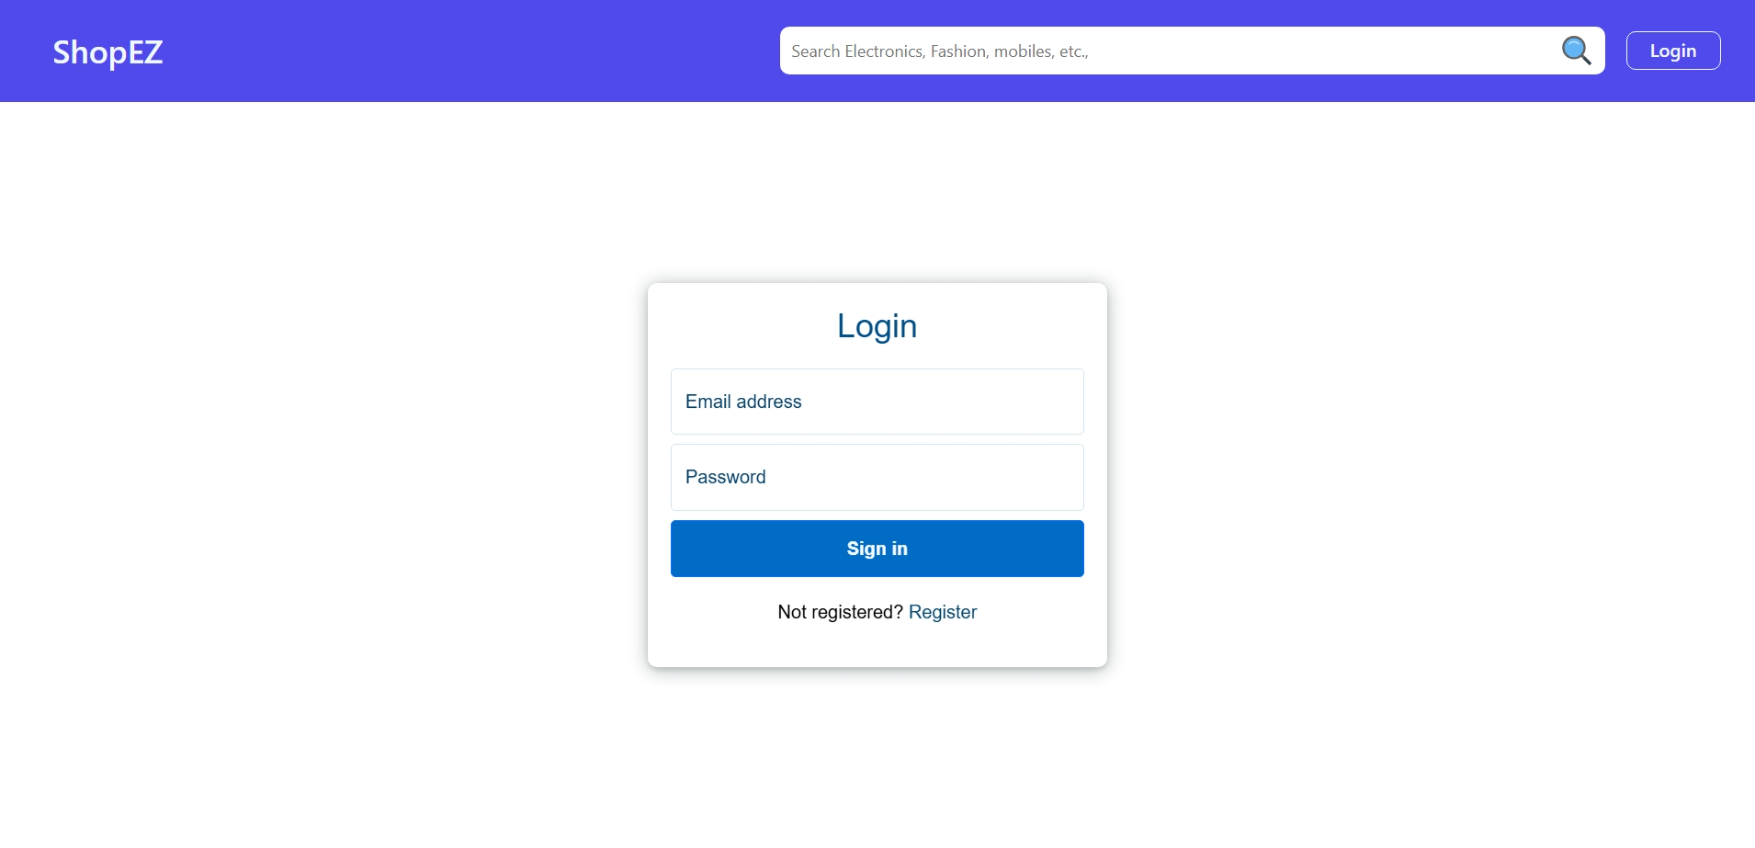 ShopEZ
Search Electronics, Fashion, mobiles, etc.,
Login
Login
Email address
Password
Sign in
Not registered? Register